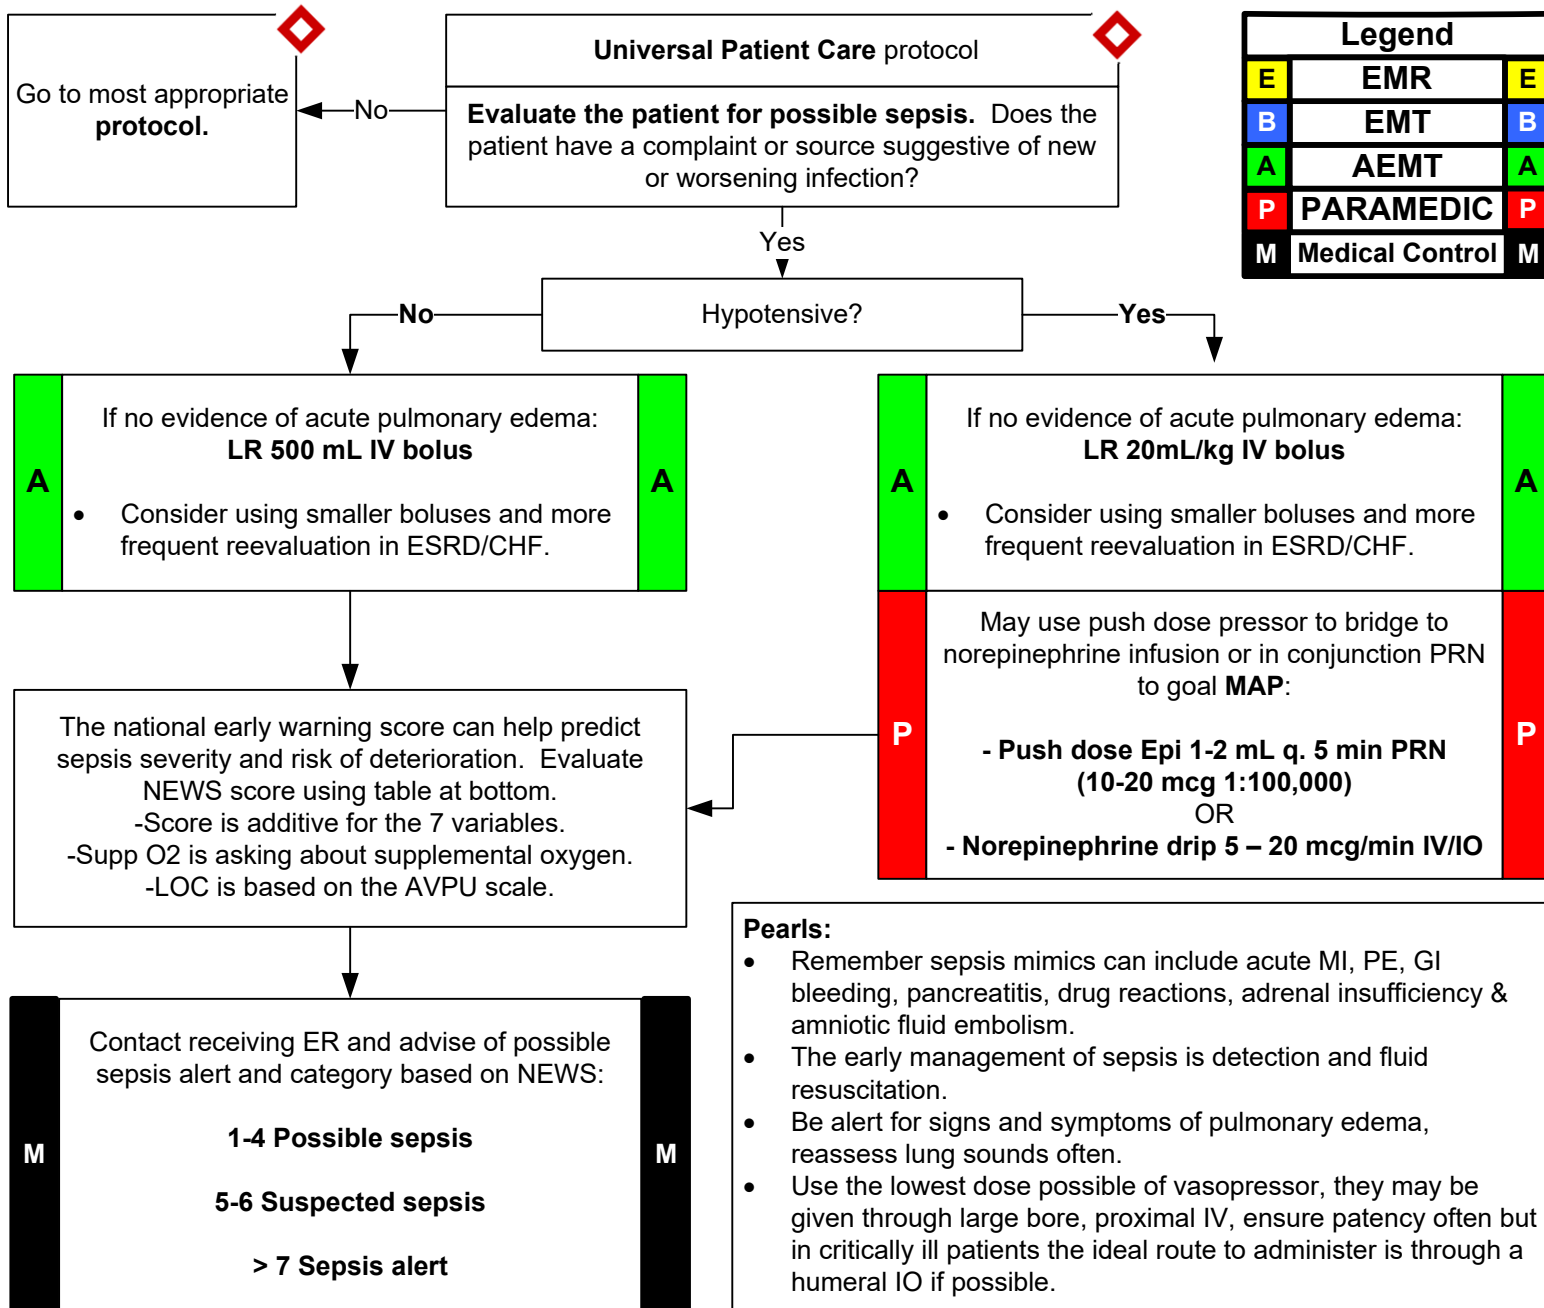 Go to most appropriate
protocol.
No
Universal Patient Care protocol
Evaluate the patient for possible sepsis. Does the
patient have a complaint or source suggestive of new
or worsening infection?
Legend
E EMR E
B EMT B
A AEMT A
P PARAMEDIC P
M Medical Control M
Yes
Hypotensive?
No
Yes
A
If no evidence of acute pulmonary edema:
LR 500 mL IV bolus
• Consider using smaller boluses and more
frequent reevaluation in ESRD/CHF.
A
A
If no evidence of acute pulmonary edema:
LR 20mL/kg IV bolus
• Consider using smaller boluses and more
frequent reevaluation in ESRD/CHF.
A
P
May use push dose pressor to bridge to
norepinephrine infusion or in conjunction PRN
to goal MAP:
- Push dose Epi 1-2 mL q. 5 min PRN
(10-20 mcg 1:100,000)
OR
- Norepinephrine drip 5 – 20 mcg/min IV/IO
P
The national early warning score can help predict
sepsis severity and risk of deterioration. Evaluate
NEWS score using table at bottom.
-Score is additive for the 7 variables.
-Supp O2 is asking about supplemental oxygen.
-LOC is based on the AVPU scale.
M
Contact receiving ER and advise of possible
sepsis alert and category based on NEWS:
1-4 Possible sepsis
5-6 Suspected sepsis
> 7 Sepsis alert
M
Pearls:
• Remember sepsis mimics can include acute MI, PE, GI
bleeding, pancreatitis, drug reactions, adrenal insufficiency &
amniotic fluid embolism.
• The early management of sepsis is detection and fluid
resuscitation.
• Be alert for signs and symptoms of pulmonary edema,
reassess lung sounds often.
• Use the lowest dose possible of vasopressor, they may be
given through large bore, proximal IV, ensure patency often but
in critically ill patients the ideal route to administer is through a
humeral IO if possible.